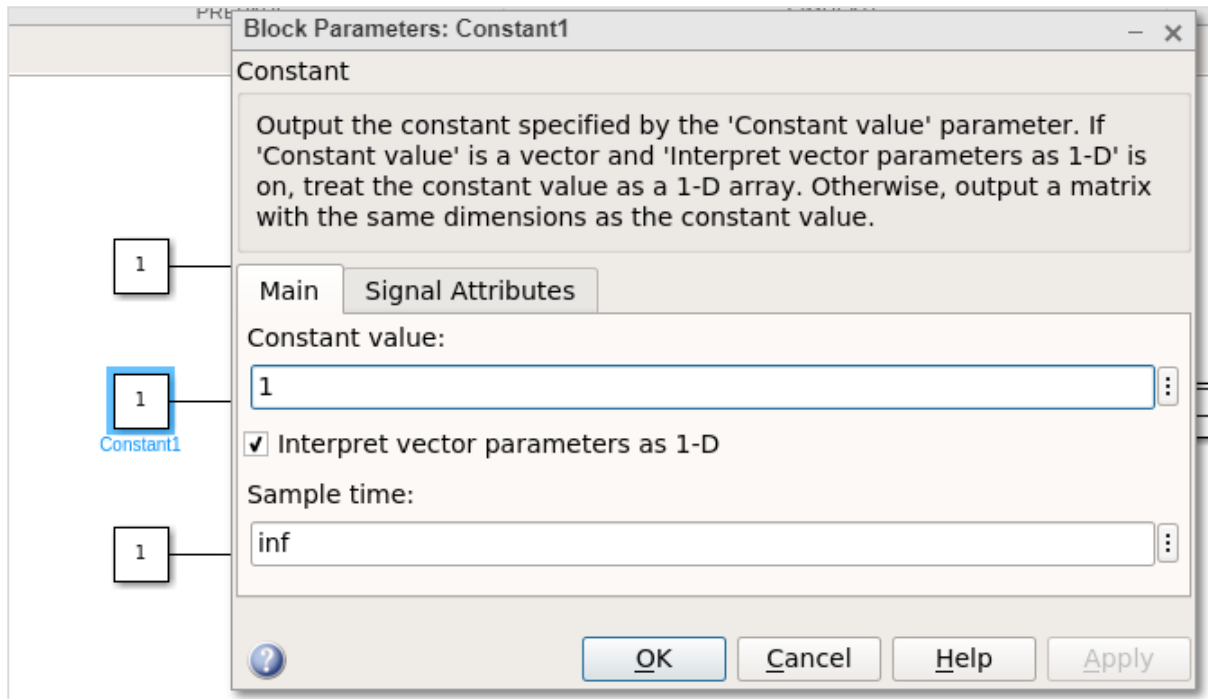 Block Parameters: Constant1
Constant
Output the constant specified by the 'Constant value' parameter. If
'Constant value' is a vector and 'Interpret vector parameters as 1-D' is
on, treat the constant value as a 1-D array. Otherwise, output a matrix
with the same dimensions as the constant value.
1
Main Signal Attributes
Constant value:
1
1
Constant1
Interpret vector parameters as 1-D
Sample time:
inf
1
OK Cancel Help Apply